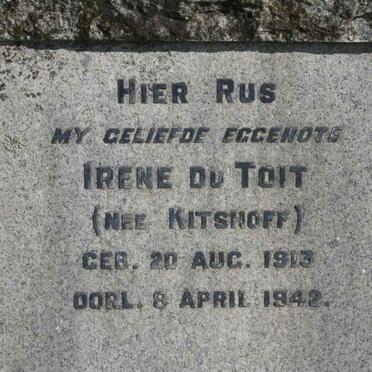 HIER RUS
MY GELIEFDE EGGENOTE
IRENE DU TOIT
(NEE KITSHOFF)
GEB. 20 AUG. 1913
OORL. 8 APRIL 1942.